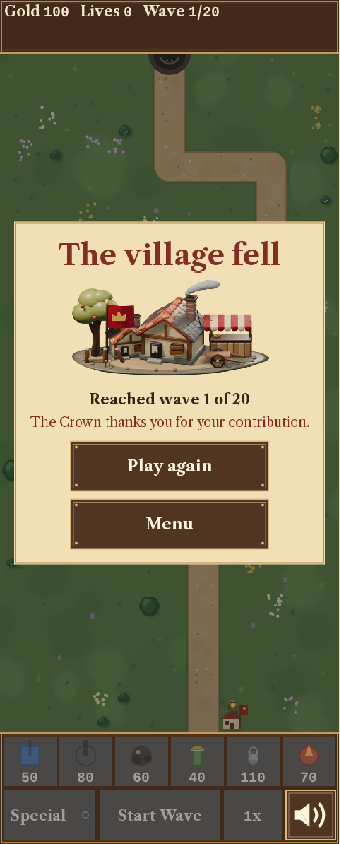 Gold 100 Lives 0 Wave 1/20
The village fell
Reached wave 1 of 20
The Crown thanks you for your contribution.
Play again
Menu
50 80 60 40 110 70
Special Start Wave 1x